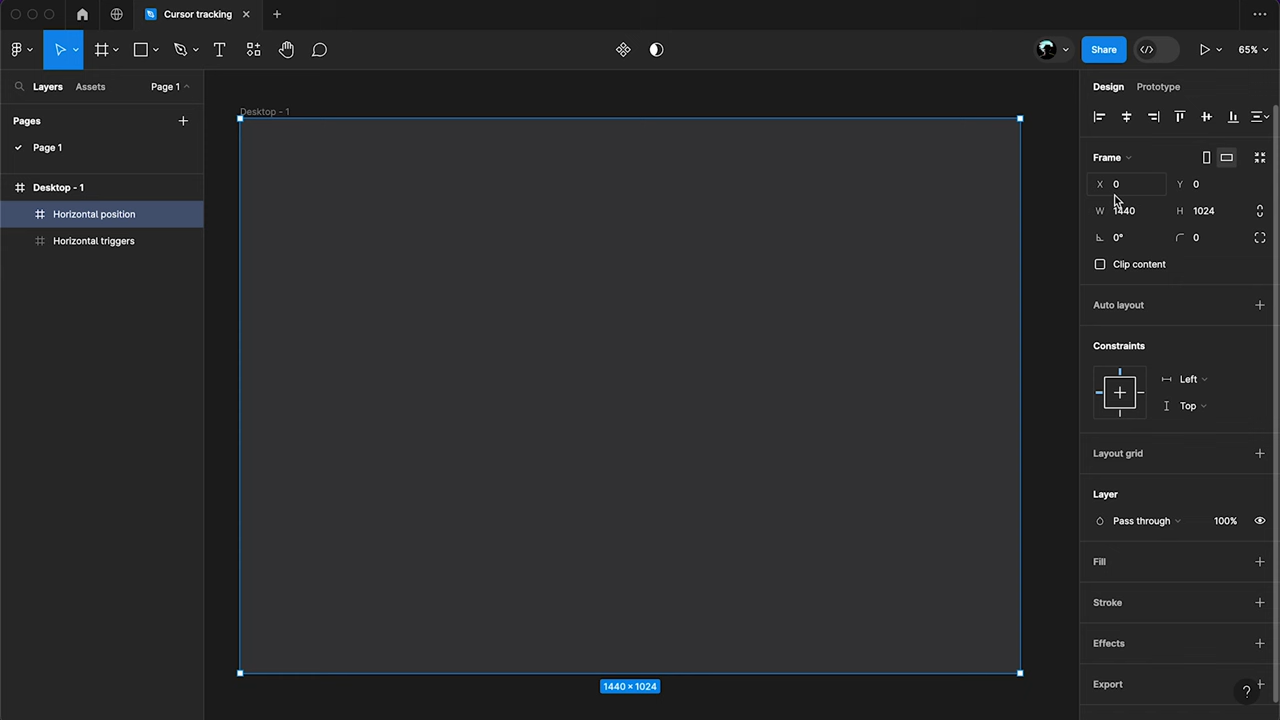 Cursor tracking
Share
65%
Layers
Assets
Page 1
Design
Prototype
Pages
Page 1
Desktop - 1
Horizontal position
Horizontal triggers
Desktop - 1
1440 × 1024
Frame
X 0
Y 0
W 1440
H 1024
0°
0
Clip content
Auto layout
Constraints
Left
Top
Layout grid
Layer
Pass through
100%
Fill
Stroke
Effects
Export
?